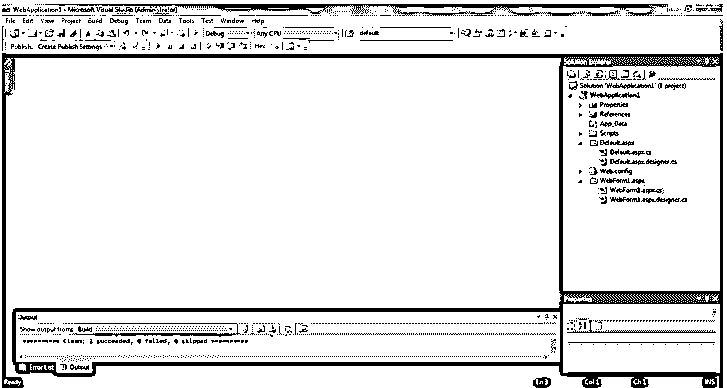 WebApplication1 - Microsoft Visual Studio (Administrator)
File Edit View Project Build Debug Team Data Tools Test Window Help
Debug Any CPU default
Publish: Create Publish Settings Hex
Solution Explorer
Solution 'WebApplication1' (1 project)
WebApplication1
Properties
References
App_Data
Scripts
Default.aspx
Default.aspx.cs
Default.aspx.designer.cs
Web.config
WebForm1.aspx
WebForm1.aspx.cs
WebForm1.aspx.designer.cs
Properties
Output
Show output from: Build
========== Clean: 1 succeeded, 0 failed, 0 skipped ==========
Error List Output
Ready Ln 3 Col 1 Ch 1 INS